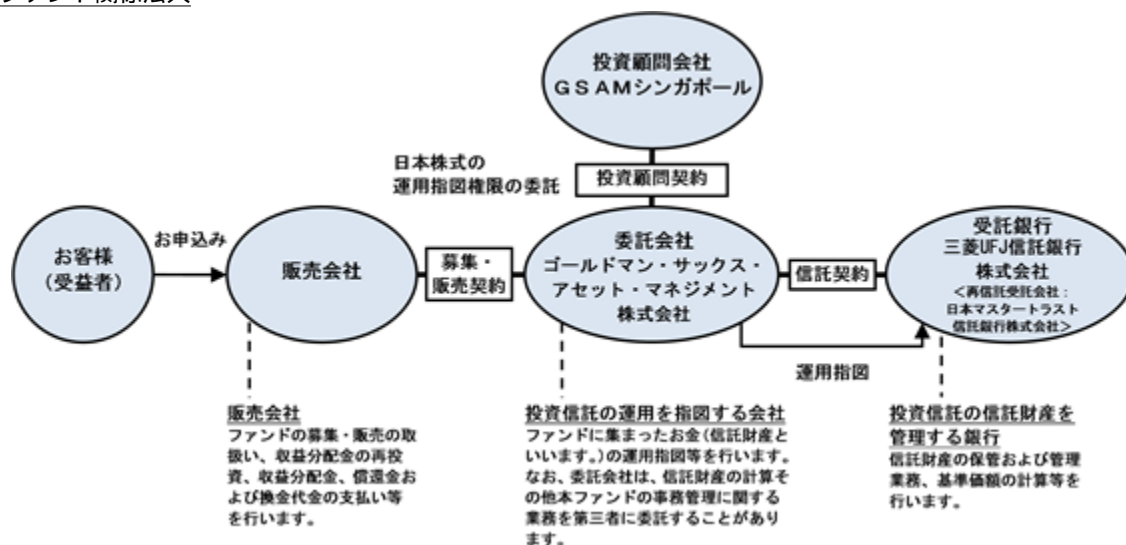 投資顧問会社
GSAMシンガポール
日本株式の
運用指図権限の委託
投資顧問契約
お客様
(受益者)
お申込み
販売会社
募集・
販売契約
委託会社
ゴールドマン・サックス・
アセット・マネジメント
株式会社
信託契約
受託銀行
三菱UFJ信託銀行
株式会社
<再信託受託会社:
日本マスタートラスト
信託銀行株式会社>
運用指図
販売会社
ファンドの募集・販売の取
扱い、収益分配金の再投
資、収益分配金、償還金お
よび換金代金の支払い等
を行います。
投資信託の運用を指図する会社
ファンドに集まったお金(信託財産と
いいます。)の運用指図等を行います。
なお、委託会社は、信託財産の計算そ
の他本ファンドの事務管理に関する
業務を第三者に委託することがあり
ます。
投資信託の信託財産を
管理する銀行
信託財産の保管および管理
業務、基準価額の計算等を
行います。